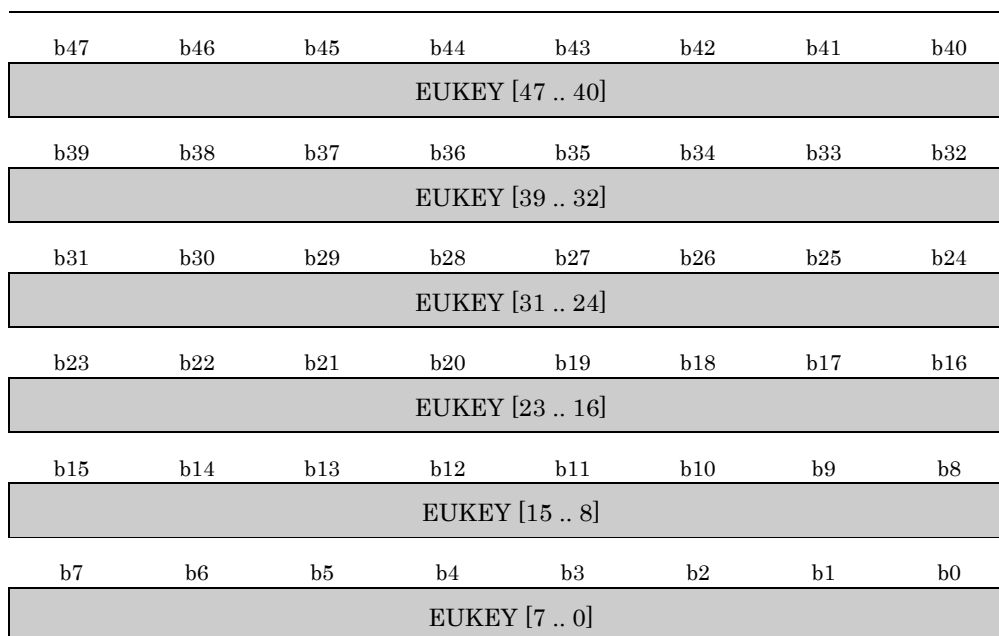 b47 b46 b45 b44 b43 b42 b41 b40
EUKEY [47 .. 40]
b39 b38 b37 b36 b35 b34 b33 b32
EUKEY [39 .. 32]
b31 b30 b29 b28 b27 b26 b25 b24
EUKEY [31 .. 24]
b23 b22 b21 b20 b19 b18 b17 b16
EUKEY [23 .. 16]
b15 b14 b13 b12 b11 b10 b9 b8
EUKEY [15 .. 8]
b7 b6 b5 b4 b3 b2 b1 b0
EUKEY [7 .. 0]